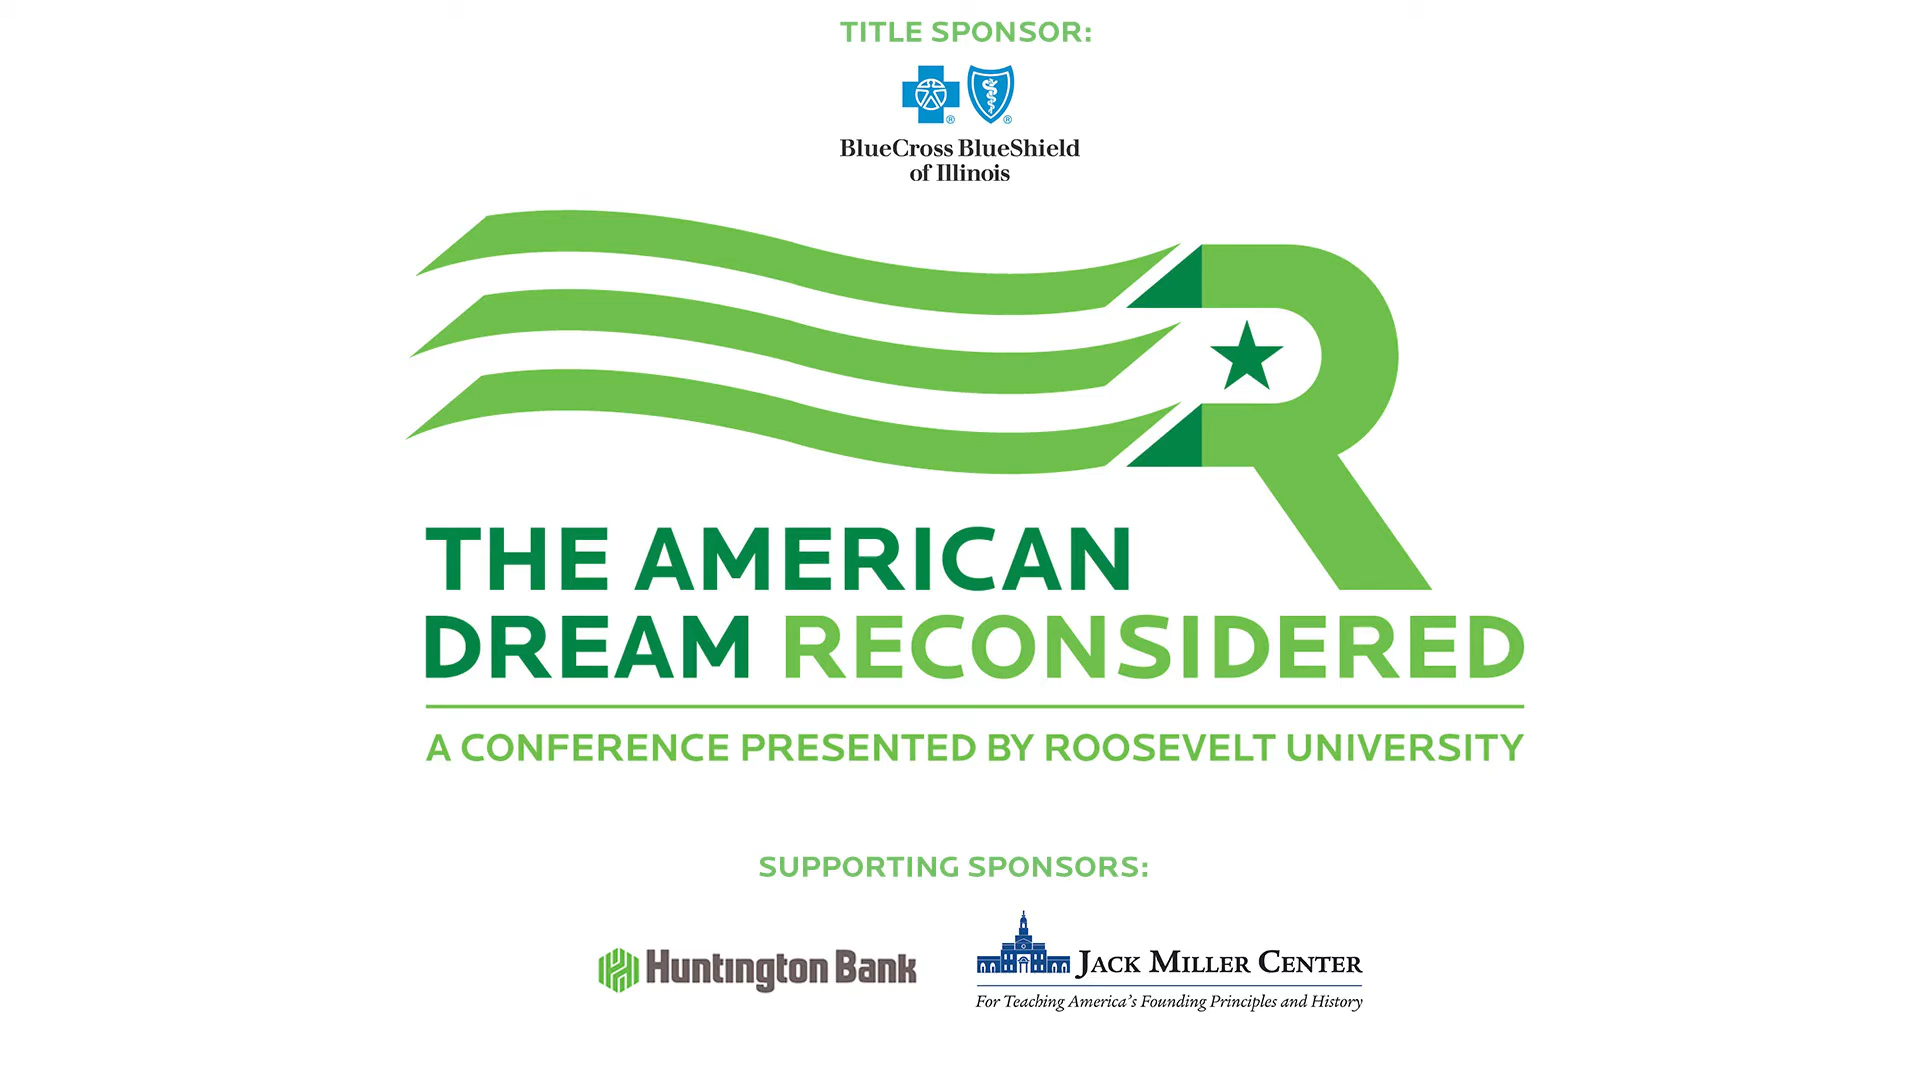 TITLE SPONSOR:
BlueCross BlueShield
of Illinois
R
THE AMERICAN
DREAM RECONSIDERED
A CONFERENCE PRESENTED BY ROOSEVELT UNIVERSITY
SUPPORTING SPONSORS:
Huntington Bank
JACK MILLER CENTER
For Teaching America's Founding Principles and History